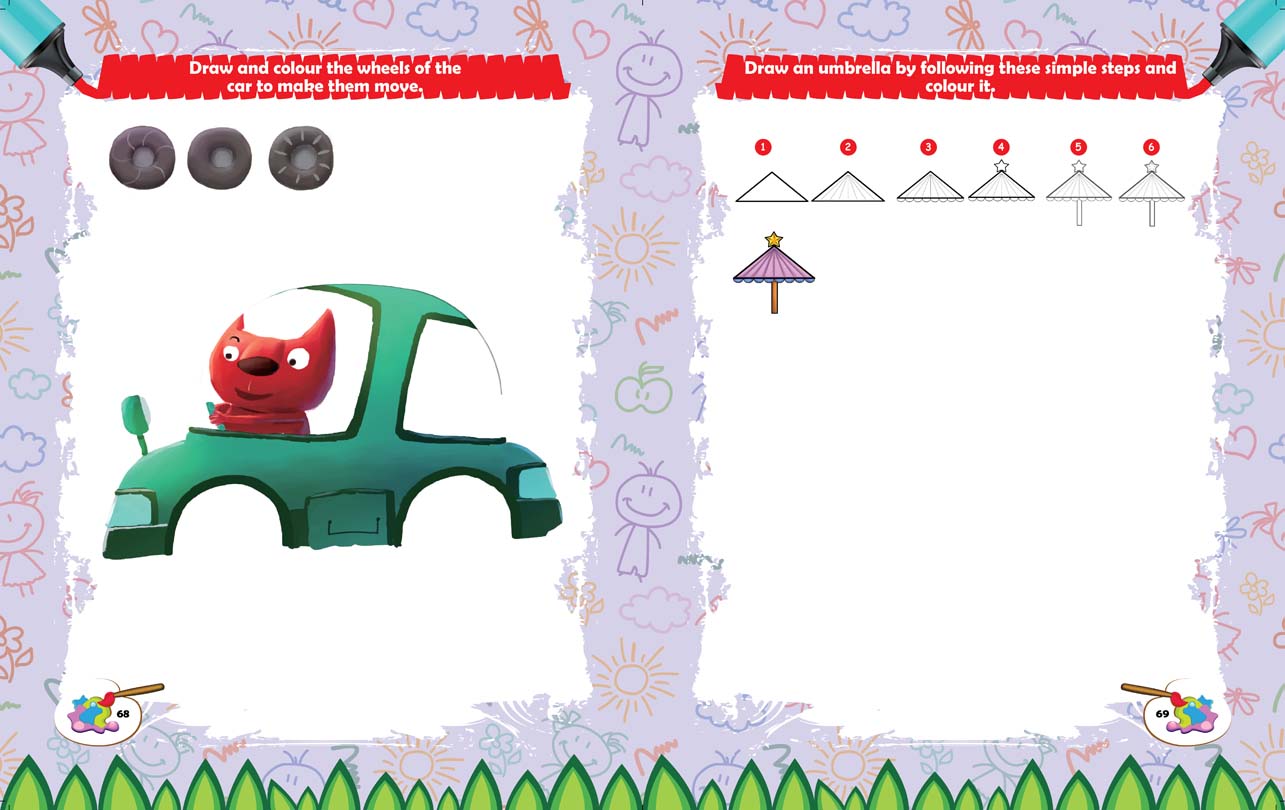 Draw and colour the wheels of the
car to make them move.
68
Draw an umbrella by following these simple steps and
colour it.
1 2 3 4 5 6
69